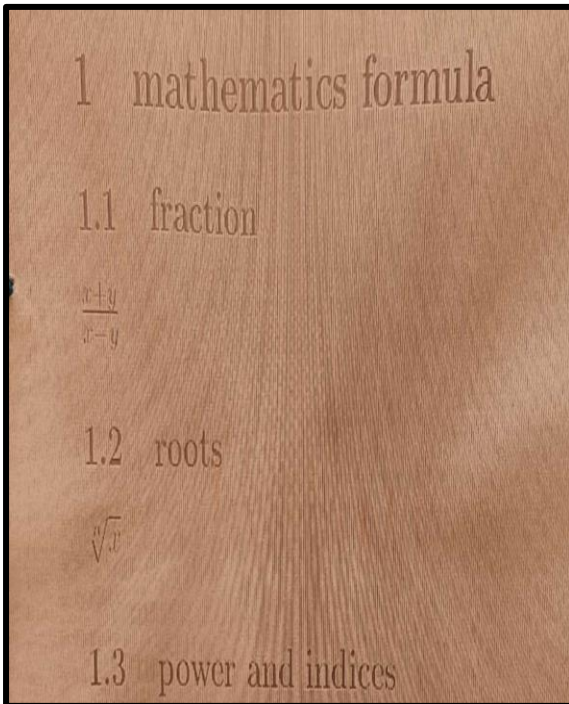 1 mathematics formula
1.1 fraction
x+y
x−y
1.2 roots
ⁿ√x
1.3 power and indices